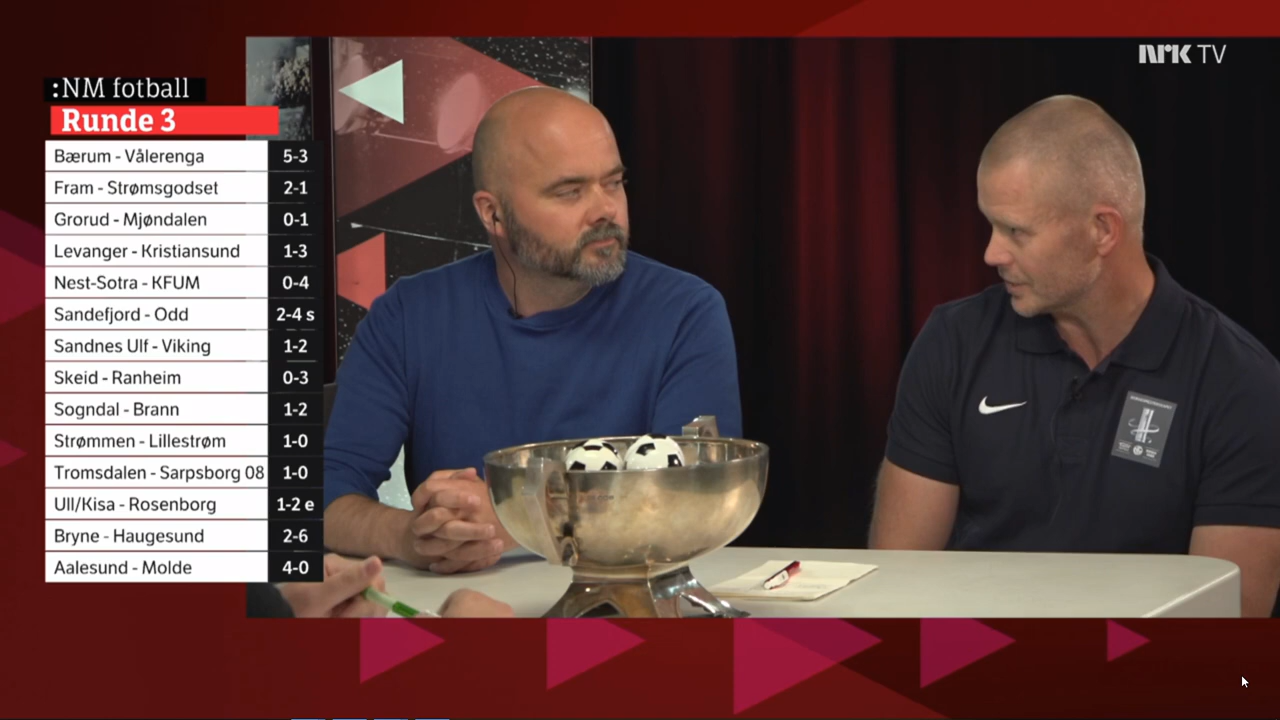 :NM fotball
Runde 3
Bærum - Vålerenga 5-3
Fram - Strømsgodset 2-1
Grorud - Mjøndalen 0-1
Levanger - Kristiansund 1-3
Nest-Sotra - KFUM 0-4
Sandefjord - Odd 2-4 s
Sandnes Ulf - Viking 1-2
Skeid - Ranheim 0-3
Sogndal - Brann 1-2
Strømmen - Lillestrøm 1-0
Tromsdalen - Sarpsborg 08 1-0
Ull/Kisa - Rosenborg 1-2 e
Bryne - Haugesund 2-6
Aalesund - Molde 4-0
NRK TV